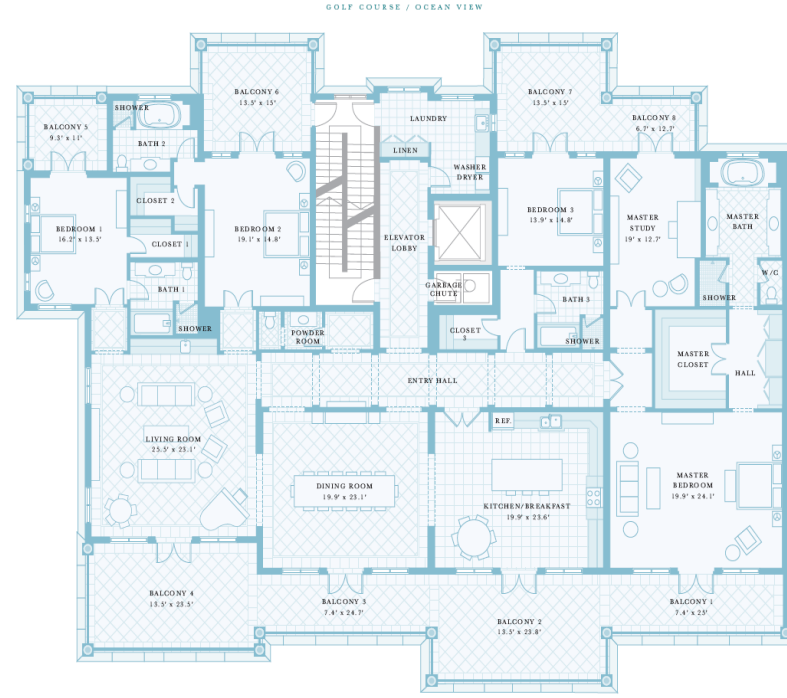 GOLF COURSE / OCEAN VIEW
BALCONY 6
13.5' x 15'
BALCONY 7
13.5' x 15'
SHOWER
BALCONY 5
9.3' x 11'
LAUNDRY
BALCONY 8
6.7' x 12.7'
BATH 2
LINEN
WASHER
DRYER
CLOSET 2
BEDROOM 1
16.2' x 13.5'
BEDROOM 2
19.1' x 14.8'
ELEVATOR
LOBBY
BEDROOM 3
13.9' x 14.8'
MASTER
STUDY
19' x 12.7'
MASTER
BATH
CLOSET 1
BATH 1
GARBAGE
CHUTE
BATH 3
SHOWER
W/C
SHOWER
POWDER
ROOM
CLOSET
3
SHOWER
MASTER
CLOSET
HALL
ENTRY HALL
REF.
LIVING ROOM
25.5' x 23.1'
DINING ROOM
19.9' x 23.1'
KITCHEN/BREAKFAST
19.9' x 23.6'
MASTER
BEDROOM
19.9' x 24.1'
BALCONY 4
13.5' x 23.5'
BALCONY 3
7.4' x 24.7'
BALCONY 2
13.5' x 23.8'
BALCONY 1
7.4' x 25'